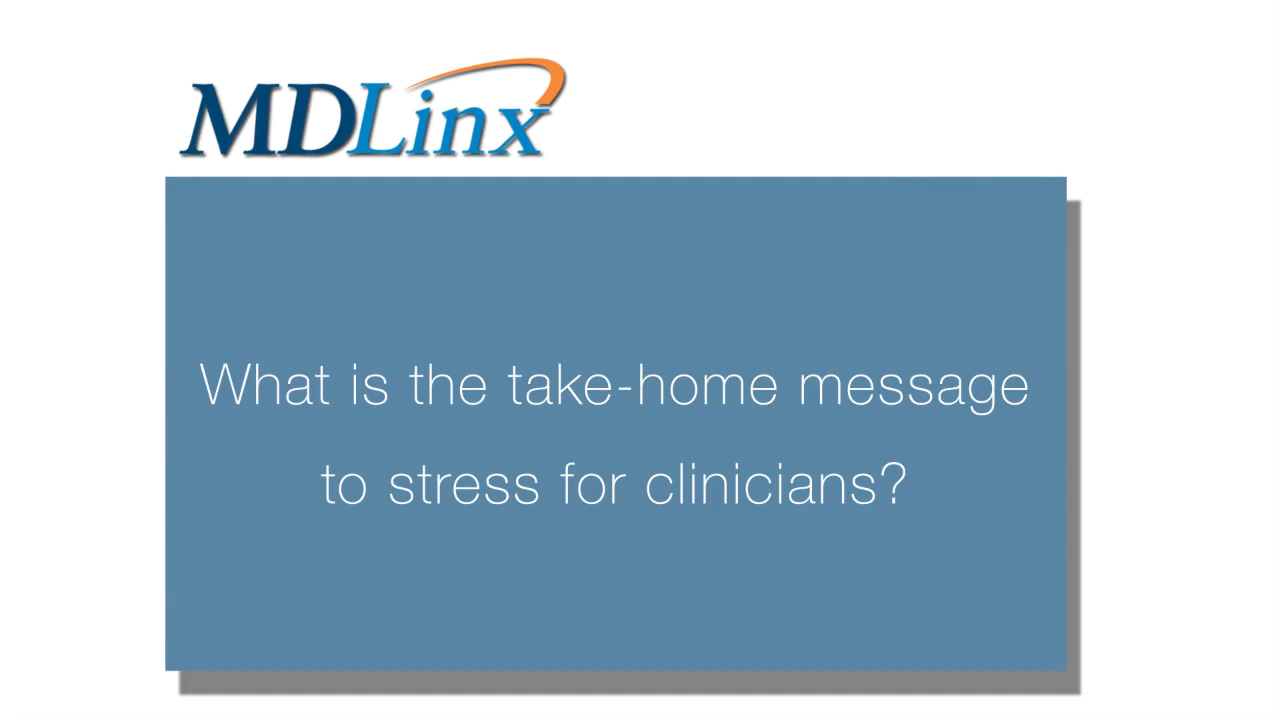 MDLinx
What is the take-home message
to stress for clinicians?